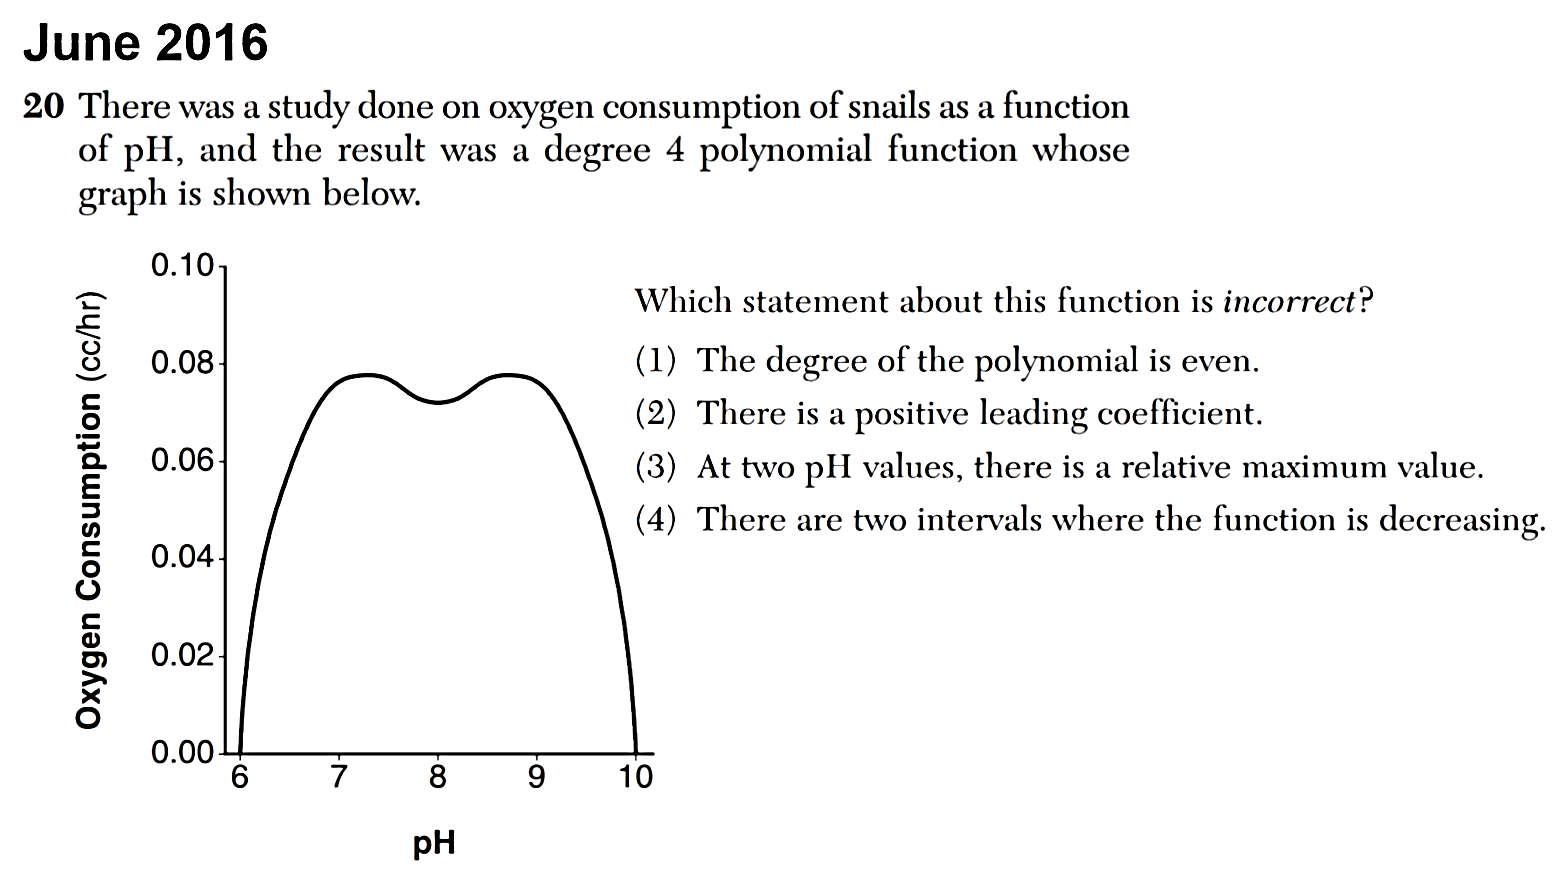 June 2016
20 There was a study done on oxygen consumption of snails as a function
of pH, and the result was a degree 4 polynomial function whose
graph is shown below.
0.10
0.08
0.06
0.04
0.02
0.00
Oxygen Consumption (cc/hr)
6 7 8 9 10
pH
Which statement about this function is incorrect?
(1) The degree of the polynomial is even.
(2) There is a positive leading coefficient.
(3) At two pH values, there is a relative maximum value.
(4) There are two intervals where the function is decreasing.